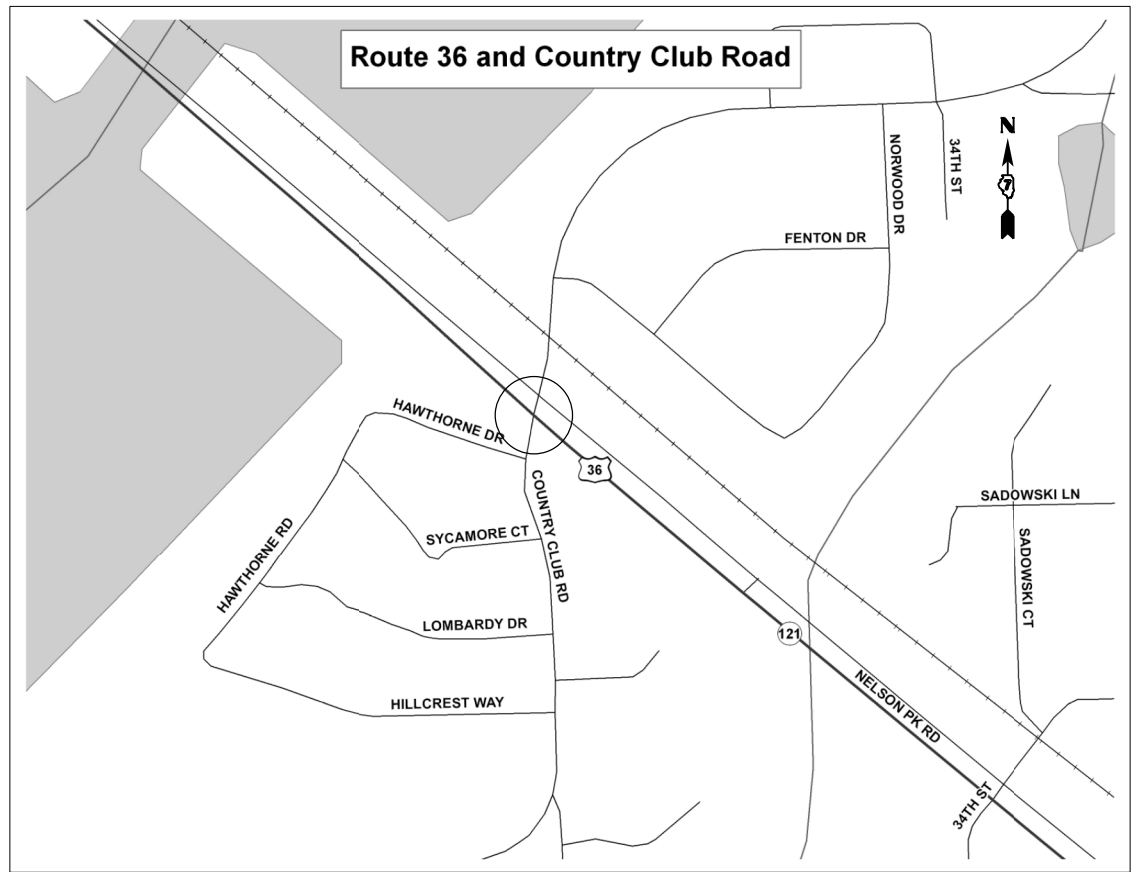 Route 36 and Country Club Road
N
7
NORWOOD DR
34TH ST
FENTON DR
HAWTHORNE DR
36
COUNTRY CLUB RD
SADOWSKI LN
SYCAMORE CT
HAWTHORNE RD
SADOWSKI CT
LOMBARDY DR
121
NELSON PK RD
HILLCREST WAY
34TH ST